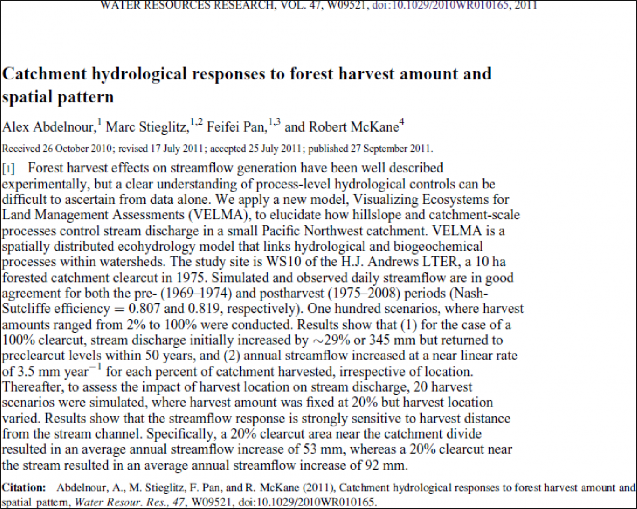 WATER RESOURCES RESEARCH, VOL. 47, W09521, doi:10.1029/2010WR010165, 2011
Catchment hydrological responses to forest harvest amount and
spatial pattern
Alex Abdelnour,1 Marc Stieglitz,1,2 Feifei Pan,1,3 and Robert McKane4
Received 26 October 2010; revised 17 July 2011; accepted 25 July 2011; published 27 September 2011.
[1] Forest harvest effects on streamflow generation have been well described
experimentally, but a clear understanding of process-level hydrological controls can be
difficult to ascertain from data alone. We apply a new model, Visualizing Ecosystems for
Land Management Assessments (VELMA), to elucidate how hillslope and catchment-scale
processes control stream discharge in a small Pacific Northwest catchment. VELMA is a
spatially distributed ecohydrology model that links hydrological and biogeochemical
processes within watersheds. The study site is WS10 of the H.J. Andrews LTER, a 10 ha
forested catchment clearcut in 1975. Simulated and observed daily streamflow are in good
agreement for both the pre- (1969–1974) and postharvest (1975–2008) periods (Nash-
Sutcliffe efficiency = 0.807 and 0.819, respectively). One hundred scenarios, where harvest
amounts ranged from 2% to 100% were conducted. Results show that (1) for the case of a
100% clearcut, stream discharge initially increased by ~29% or 345 mm but returned to
preclearcut levels within 50 years, and (2) annual streamflow increased at a near linear rate
of 3.5 mm year−1 for each percent of catchment harvested, irrespective of location.
Thereafter, to assess the impact of harvest location on stream discharge, 20 harvest
scenarios were simulated, where harvest amount was fixed at 20% but harvest location
varied. Results show that the streamflow response is strongly sensitive to harvest distance
from the stream channel. Specifically, a 20% clearcut area near the catchment divide
resulted in an average annual streamflow increase of 53 mm, whereas a 20% clearcut near
the stream resulted in an average annual streamflow increase of 92 mm.
Citation: Abdelnour, A., M. Stieglitz, F. Pan, and R. McKane (2011), Catchment hydrological responses to forest harvest amount and
spatial pattern, Water Resour. Res., 47, W09521, doi:10.1029/2010WR010165.